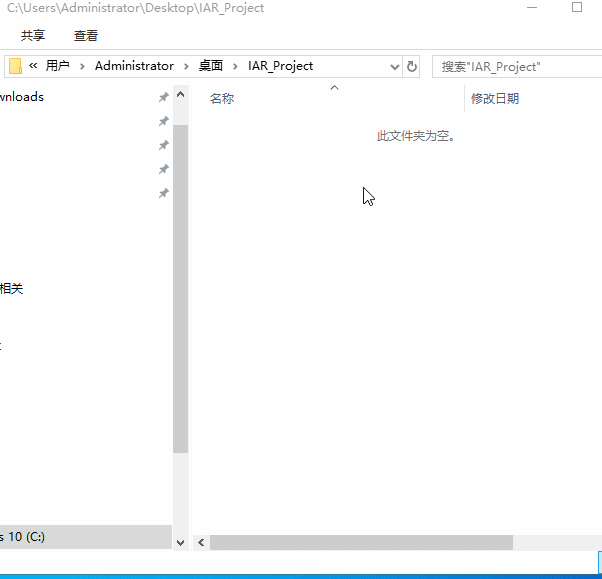 C:\Users\Administrator\Desktop\IAR_Project
共享 查看
« 用户 > Administrator > 桌面 > IAR_Project
搜索"IAR_Project"
wnloads
名称 修改日期
此文件夹为空。
相关
s 10 (C:)